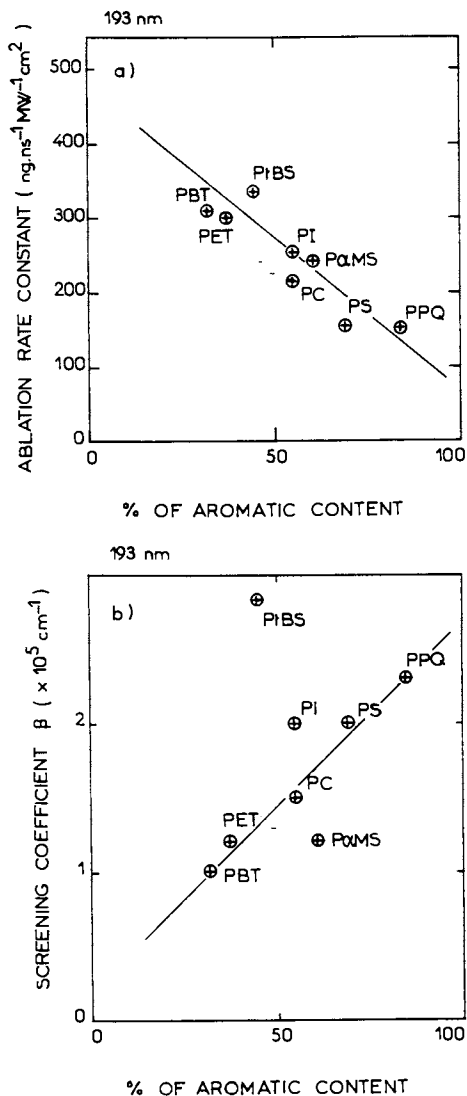 193 nm
a)
ABLATION RATE CONSTANT ( ng.ns⁻¹MW⁻¹cm²)
500
400
300
200
100
0
PtBS
PBT
PET
PI
PαMS
PC
PS
PPQ
0 50 100
% OF AROMATIC CONTENT
193 nm
b)
SCREENING COEFFICIENT β ( × 10⁵ cm⁻¹)
2
1
0
PtBS
PPQ
PI
PS
PC
PET
PαMS
PBT
0 50 100
% OF AROMATIC CONTENT